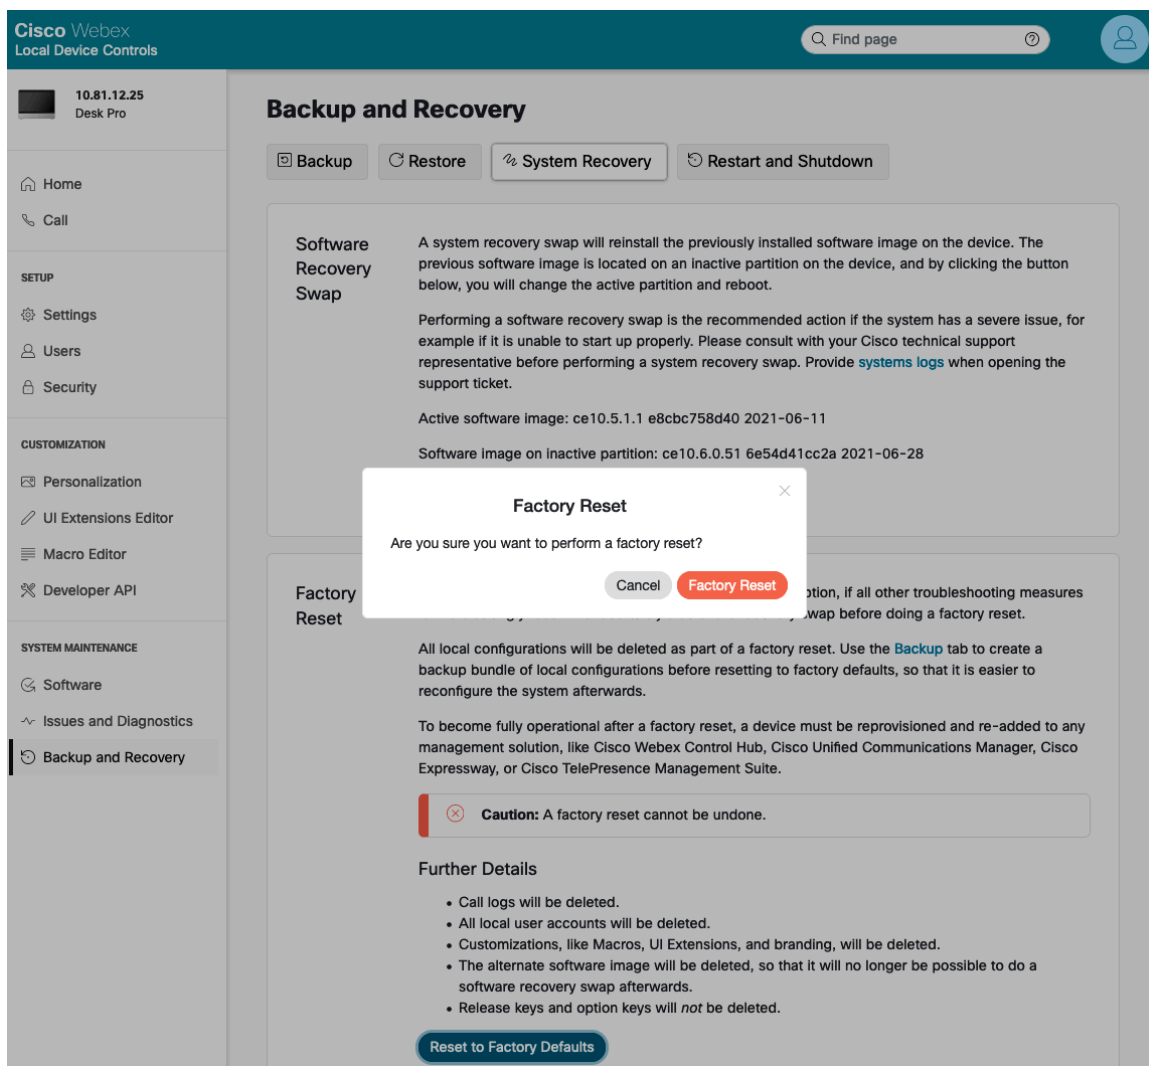 Cisco Webex
Local Device Controls
Find page
10.81.12.25
Desk Pro
Home
Call
SETUP
Settings
Users
Security
CUSTOMIZATION
Personalization
UI Extensions Editor
Macro Editor
Developer API
SYSTEM MAINTENANCE
Software
Issues and Diagnostics
Backup and Recovery
Backup and Recovery
Backup
Restore
System Recovery
Restart and Shutdown
Software
Recovery
Swap
A system recovery swap will reinstall the previously installed software image on the device. The
previous software image is located on an inactive partition on the device, and by clicking the button
below, you will change the active partition and reboot.
Performing a software recovery swap is the recommended action if the system has a severe issue, for
example if it is unable to start up properly. Please consult with your Cisco technical support
representative before performing a system recovery swap. Provide systems logs when opening the
support ticket.
Active software image: ce10.5.1.1 e8cbc758d40 2021-06-11
Software image on inactive partition: ce10.6.0.51 6e54d41cc2a 2021-06-28
Factory Reset
Are you sure you want to perform a factory reset?
Cancel
Factory Reset
Factory
Reset
if all other troubleshooting measures
before doing a factory reset.
All local configurations will be deleted as part of a factory reset. Use the Backup tab to create a
backup bundle of local configurations before resetting to factory defaults, so that it is easier to
reconfigure the system afterwards.
To become fully operational after a factory reset, a device must be reprovisioned and re-added to any
management solution, like Cisco Webex Control Hub, Cisco Unified Communications Manager, Cisco
Expressway, or Cisco TelePresence Management Suite.
Caution: A factory reset cannot be undone.
Further Details
• Call logs will be deleted.
• All local user accounts will be deleted.
• Customizations, like Macros, UI Extensions, and branding, will be deleted.
• The alternate software image will be deleted, so that it will no longer be possible to do a
software recovery swap afterwards.
• Release keys and option keys will not be deleted.
Reset to Factory Defaults